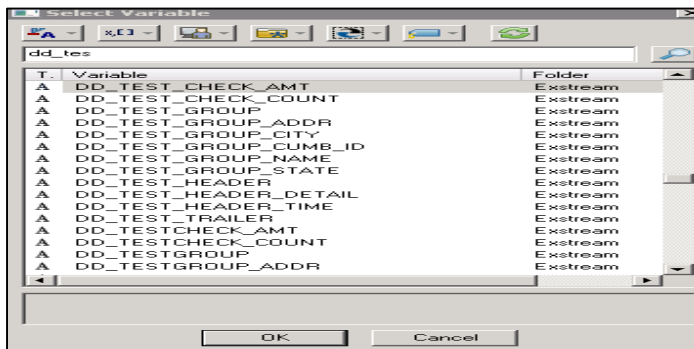 Select Variable
A x,[]
dd_tes
T. Variable Folder
A DD_TEST_CHECK_AMT Exstream
A DD_TEST_CHECK_COUNT Exstream
A DD_TEST_GROUP Exstream
A DD_TEST_GROUP_ADDR Exstream
A DD_TEST_GROUP_CITY Exstream
A DD_TEST_GROUP_CUMB_ID Exstream
A DD_TEST_GROUP_NAME Exstream
A DD_TEST_GROUP_STATE Exstream
A DD_TEST_HEADER Exstream
A DD_TEST_HEADER_DETAIL Exstream
A DD_TEST_HEADER_TIME Exstream
A DD_TEST_TRAILER Exstream
A DD_TESTCHECK_AMT Exstream
A DD_TESTCHECK_COUNT Exstream
A DD_TESTGROUP Exstream
A DD_TESTGROUP_ADDR Exstream
OK Cancel